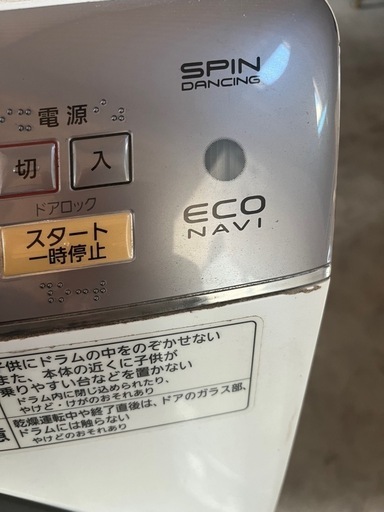 SPIN
DANCING
電源
切 入
ドアロック
スタート
一時停止
ECO
NAVI
供にドラムの中をのぞかせない
また、本体の近くに子供が
乗りやすい台などを置かない
ドラム内に閉じ込められたり、
やけど・けがのおそれあり
乾燥運転中や終了直後は、ドアのガラス部、
ドラムには触らない
やけどのおそれあり